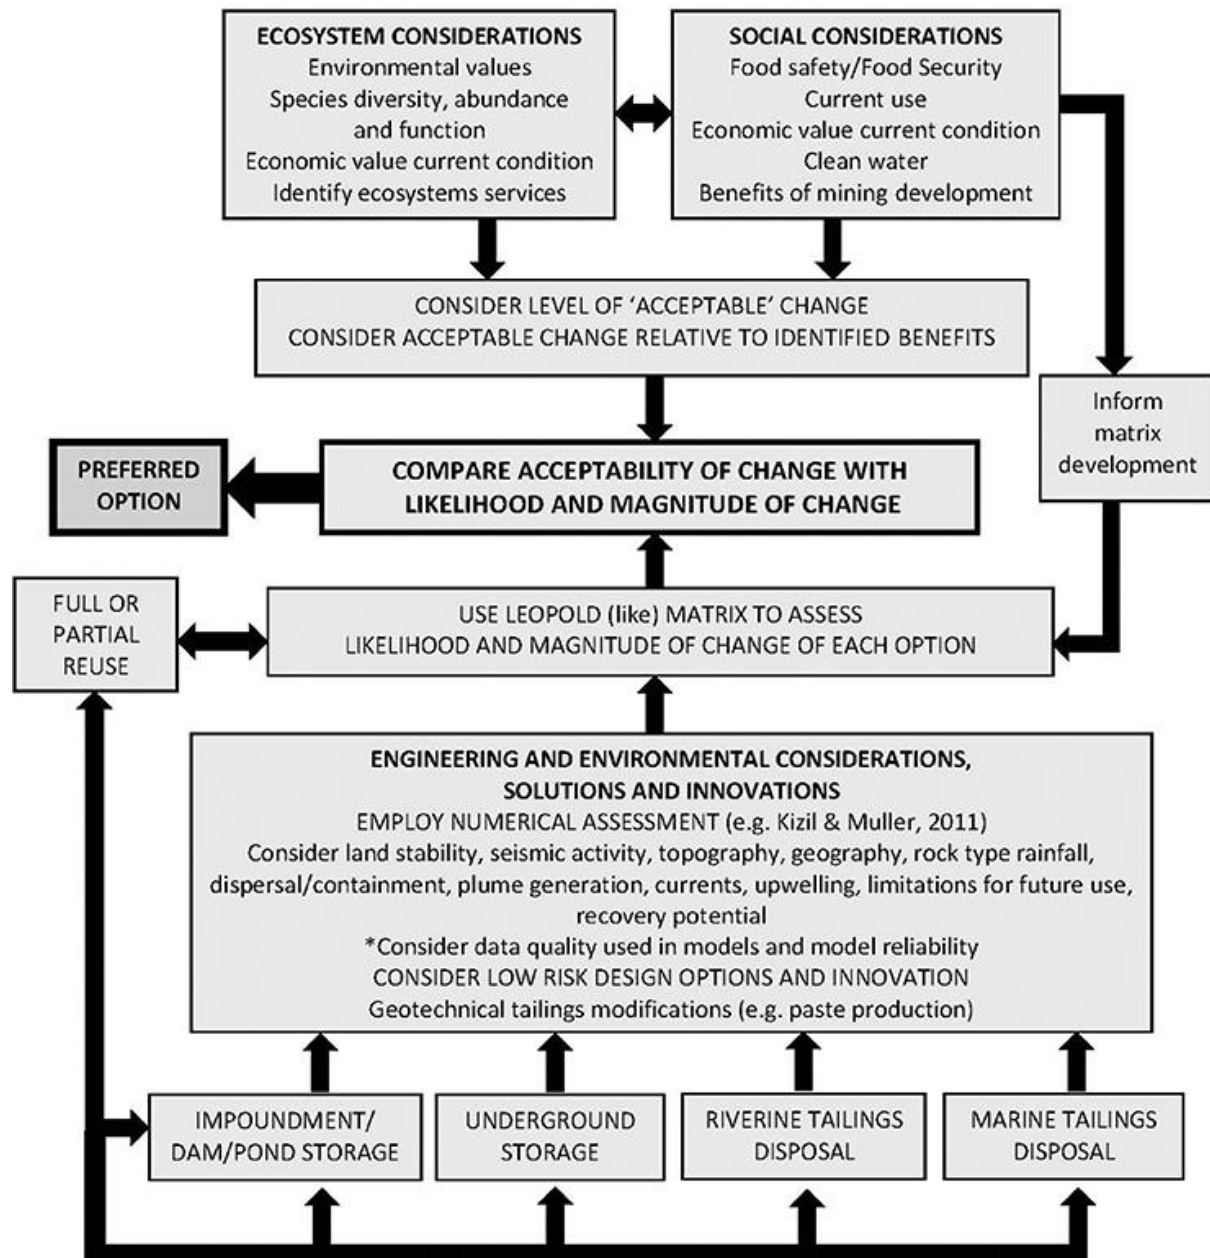 ECOSYSTEM CONSIDERATIONS
Environmental values
Species diversity, abundance
and function
Economic value current condition
Identify ecosystems services
SOCIAL CONSIDERATIONS
Food safety/Food Security
Current use
Economic value current condition
Clean water
Benefits of mining development
CONSIDER LEVEL OF ‘ACCEPTABLE’ CHANGE
CONSIDER ACCEPTABLE CHANGE RELATIVE TO IDENTIFIED BENEFITS
Inform
matrix
development
PREFERRED
OPTION
COMPARE ACCEPTABILITY OF CHANGE WITH
LIKELIHOOD AND MAGNITUDE OF CHANGE
FULL OR
PARTIAL
REUSE
USE LEOPOLD (like) MATRIX TO ASSESS
LIKELIHOOD AND MAGNITUDE OF CHANGE OF EACH OPTION
ENGINEERING AND ENVIRONMENTAL CONSIDERATIONS,
SOLUTIONS AND INNOVATIONS
EMPLOY NUMERICAL ASSESSMENT (e.g. Kizil & Muller, 2011)
Consider land stability, seismic activity, topography, geography, rock type rainfall,
dispersal/containment, plume generation, currents, upwelling, limitations for future use,
recovery potential
*Consider data quality used in models and model reliability
CONSIDER LOW RISK DESIGN OPTIONS AND INNOVATION
Geotechnical tailings modifications (e.g. paste production)
IMPOUNDMENT/
DAM/POND STORAGE
UNDERGROUND
STORAGE
RIVERINE TAILINGS
DISPOSAL
MARINE TAILINGS
DISPOSAL